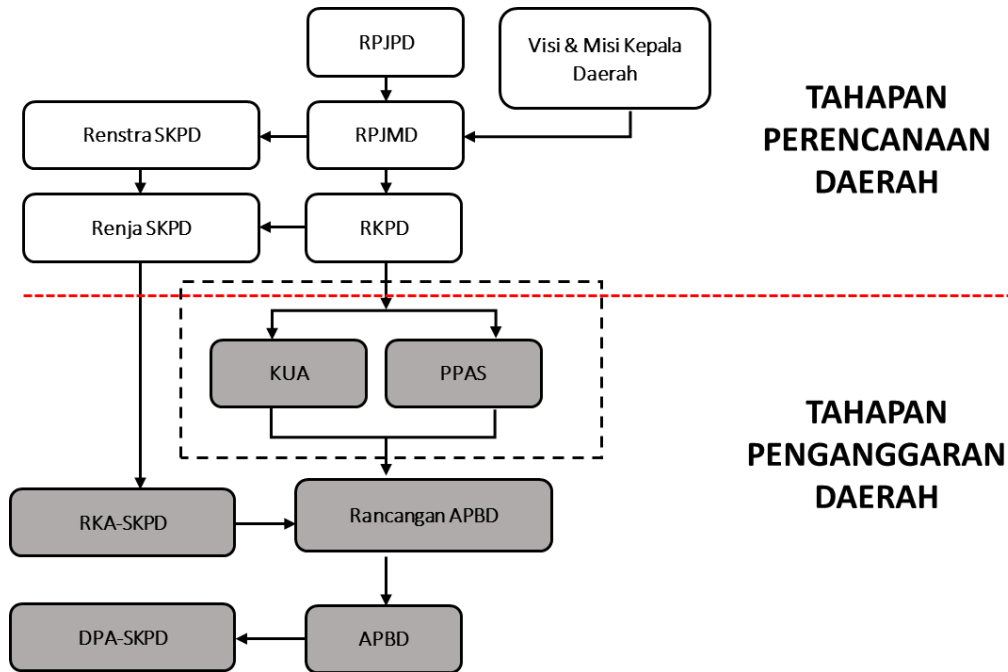 RPJPD
Visi & Misi Kepala
Daerah
TAHAPAN
PERENCANAAN
DAERAH
Renstra SKPD
RPJMD
Renja SKPD
RKPD
KUA
PPAS
TAHAPAN
PENGANGGARAN
DAERAH
RKA-SKPD
Rancangan APBD
DPA-SKPD
APBD